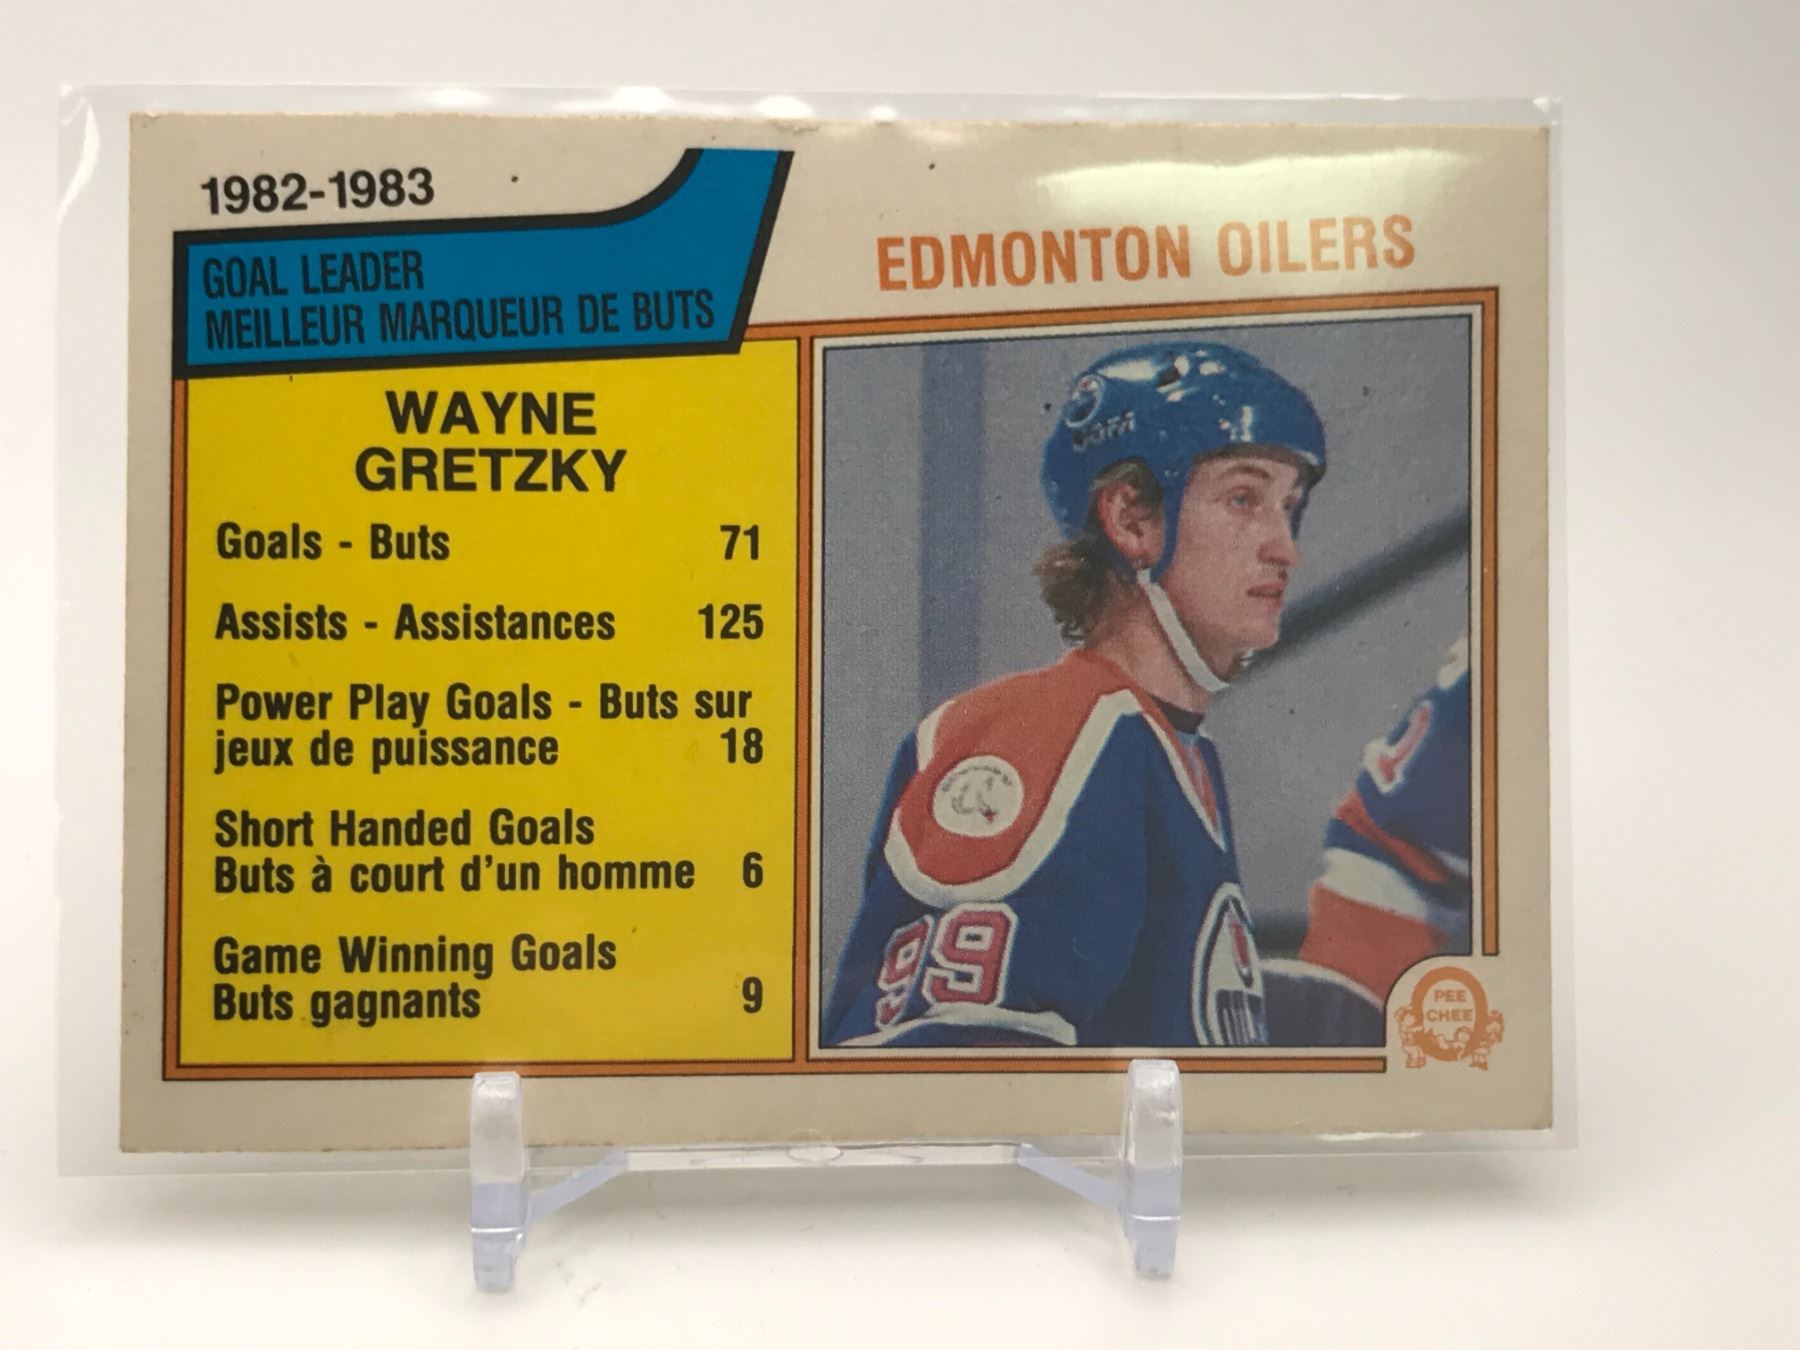 1982-1983
GOAL LEADER
MEILLEUR MARQUEUR DE BUTS
EDMONTON OILERS
WAYNE
GRETZKY
Goals - Buts 71
Assists - Assistances 125
Power Play Goals - Buts sur
jeux de puissance 18
Short Handed Goals
Buts à court d'un homme 6
Game Winning Goals
Buts gagnants 9
99
PEE
CHEE